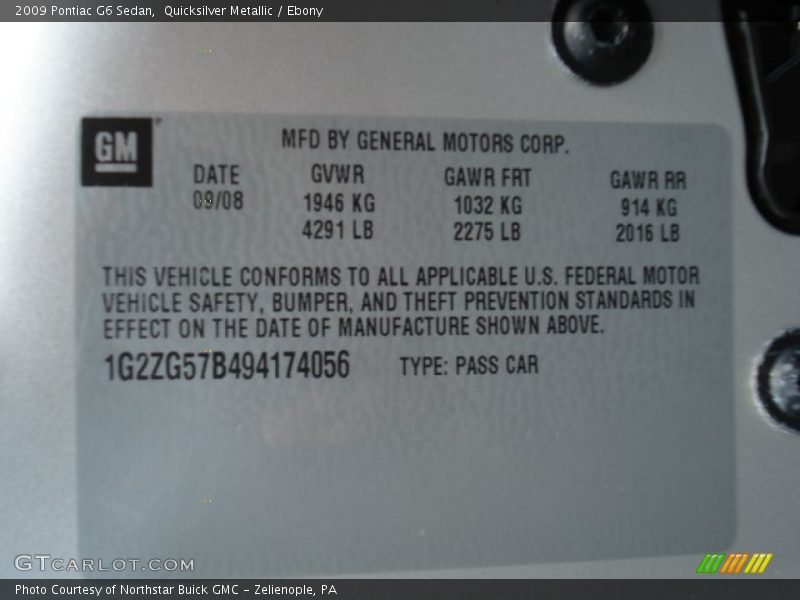 2009 Pontiac G6 Sedan, Quicksilver Metallic / Ebony
GM
MFD BY GENERAL MOTORS CORP.
DATE GVWR GAWR FRT GAWR RR
09/08 1946 KG 1032 KG 914 KG
4291 LB 2275 LB 2016 LB
THIS VEHICLE CONFORMS TO ALL APPLICABLE U.S. FEDERAL MOTOR
VEHICLE SAFETY, BUMPER, AND THEFT PREVENTION STANDARDS IN
EFFECT ON THE DATE OF MANUFACTURE SHOWN ABOVE.
1G2ZG57B494174056 TYPE: PASS CAR
GTCARLOT.COM
Photo Courtesy of Northstar Buick GMC - Zelienople, PA